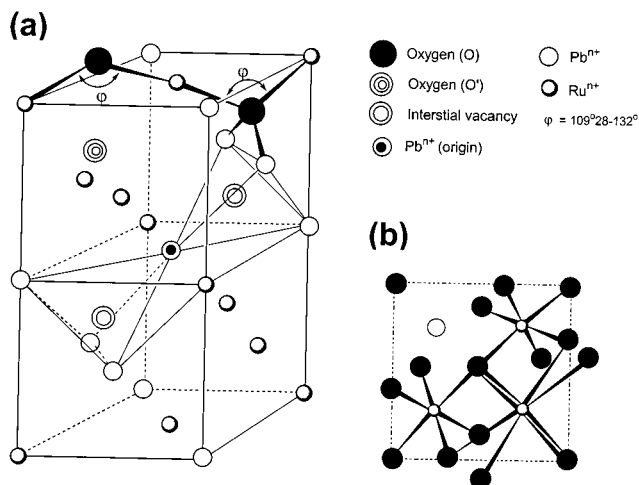 (a)
φ
φ
Oxygen (O)
Oxygen (O')
Interstial vacancy
Pbⁿ⁺ (origin)
Pbⁿ⁺
Ruⁿ⁺
φ = 109°28-132°
(b)